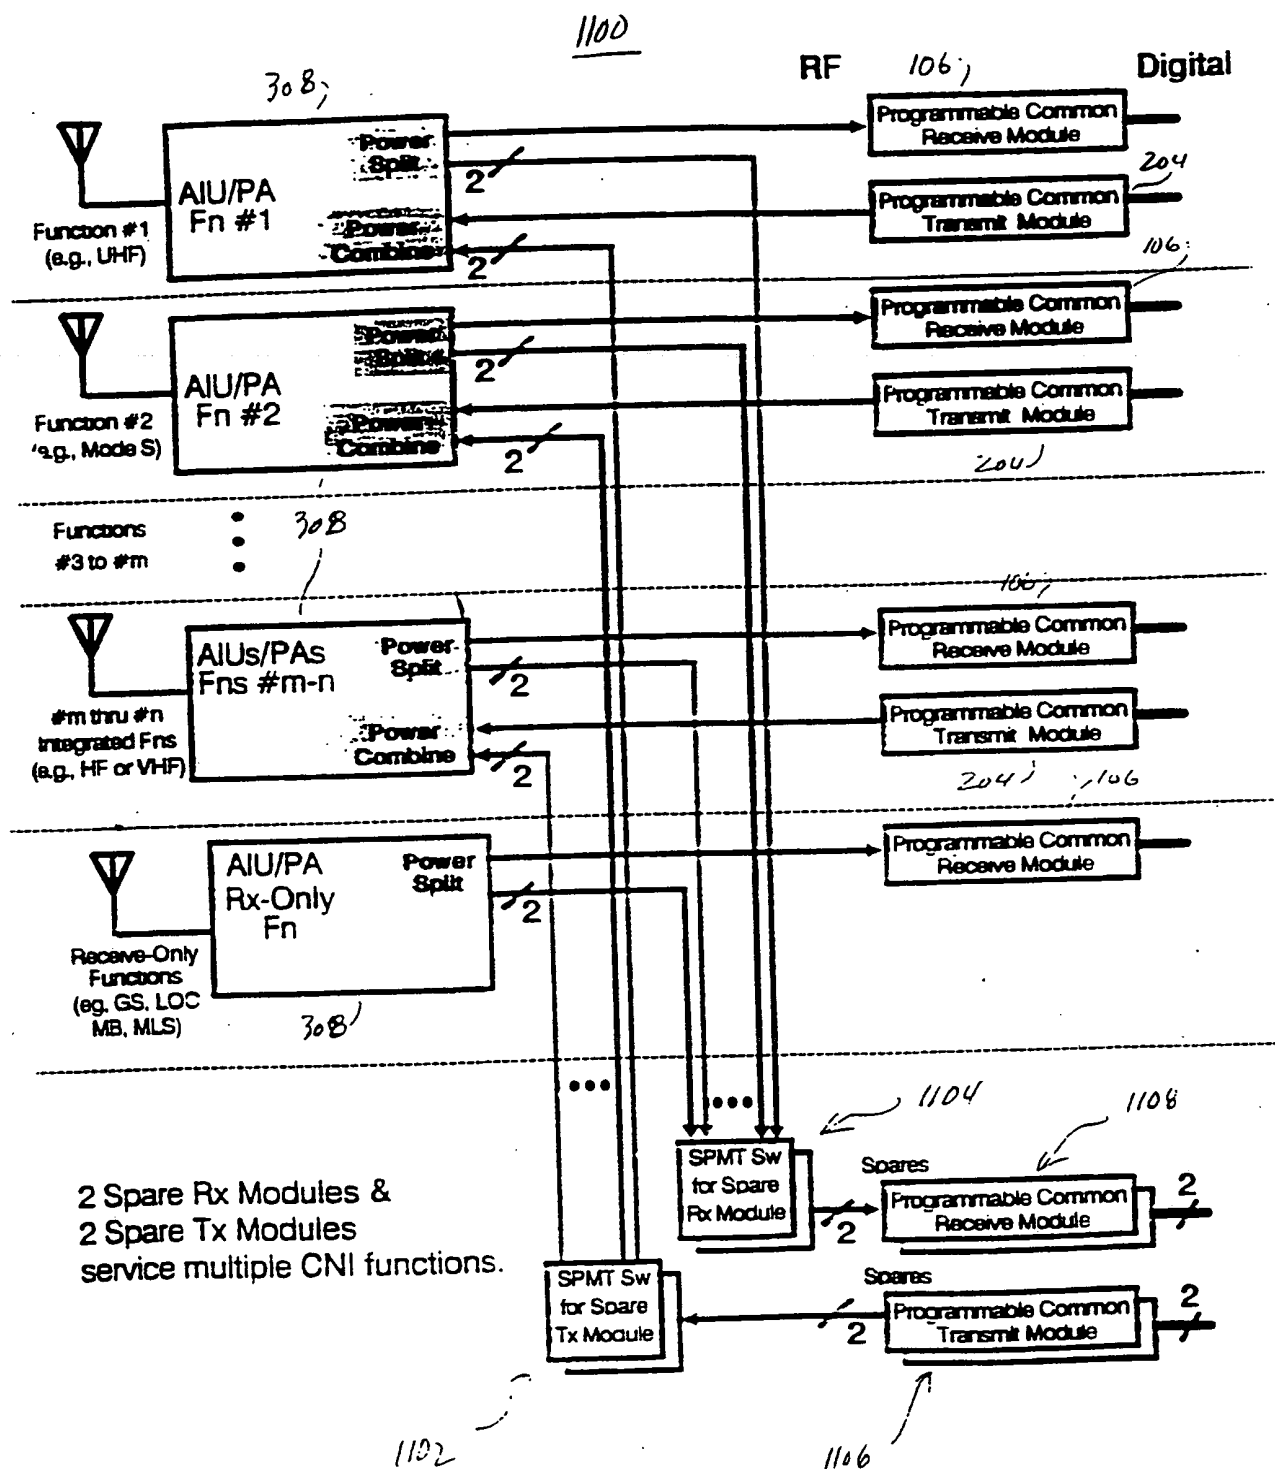 1100
RF
106
Digital
308
Programmable Common
Receive Module
Power
Split
2
AIU/PA
Fn #1
204
Programmable Common
Transmit Module
Function #1
(e.g., UHF)
Power
Combine
2
106
Programmable Common
Receive Module
Power
Split
2
AIU/PA
Fn #2
Programmable Common
Transmit Module
Function #2
e.g., Mode S)
Power
Combine
2
204
308
Functions
#3 to #m
106
Programmable Common
Receive Module
AIUs/PAs
Fns #m-n
Power
Split
2
Programmable Common
Transmit Module
#m thru #n
Integrated Fns
(e.g., HF or VHF)
Power
Combine
2
204
106
Programmable Common
Receive Module
AIU/PA
Rx-Only
Fn
Power
Split
2
Receive-Only
Functions
(eg. GS, LOC
MB, MLS)
308
1104
1108
SPMT Sw
for Spare
Rx Module
2
Spares
Programmable Common
Receive Module
2
2 Spare Rx Modules &
2 Spare Tx Modules
service multiple CNI functions.
SPMT Sw
for Spare
Tx Module
2
Spares
Programmable Common
Transmit Module
2
1102
1106